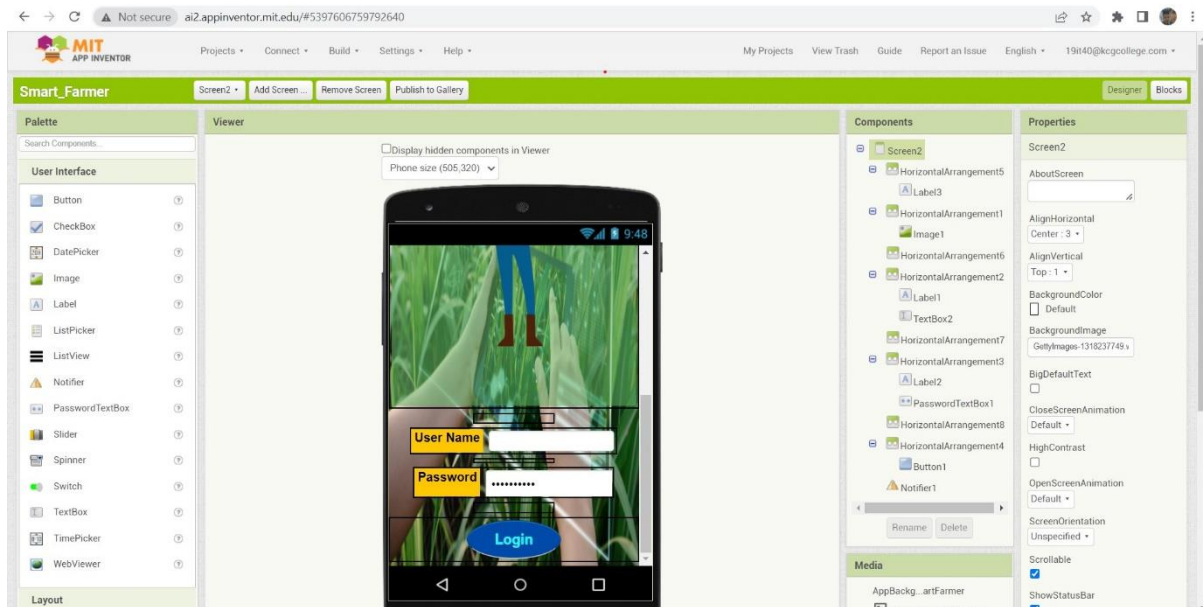 Not secure ai2.appinventor.mit.edu/#5397606759792640
MIT
APP INVENTOR
Projects Connect Build Settings Help My Projects View Trash Guide Report an Issue English 19it40@kcgcollege.com
Smart_Farmer Screen2 Add Screen ... Remove Screen Publish to Gallery Designer Blocks
Palette
Search Components...
User Interface
Button
CheckBox
DatePicker
Image
Label
ListPicker
ListView
Notifier
PasswordTextBox
Slider
Spinner
Switch
TextBox
TimePicker
WebViewer
Layout
Viewer
Display hidden components in Viewer
Phone size (505,320)
9:48
User Name
Password ••••••••••
Login
Components
Screen2
HorizontalArrangement5
Label3
HorizontalArrangement1
Image1
HorizontalArrangement6
HorizontalArrangement2
Label1
TextBox2
HorizontalArrangement7
HorizontalArrangement3
Label2
PasswordTextBox1
HorizontalArrangement8
HorizontalArrangement4
Button1
Notifier1
Rename Delete
Media
AppBackg...artFarmer
Properties
Screen2
AboutScreen
AlignHorizontal
Center : 3
AlignVertical
Top : 1
BackgroundColor
Default
BackgroundImage
GettyImages-1318237749.v
BigDefaultText
CloseScreenAnimation
Default
HighContrast
OpenScreenAnimation
Default
ScreenOrientation
Unspecified
Scrollable
ShowStatusBar